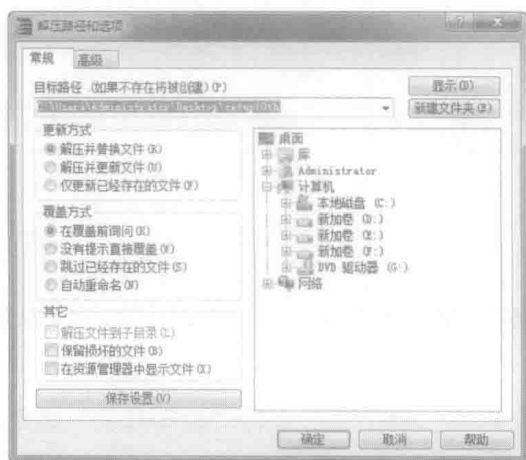 解压路径和选项
常规
高级
目标路径 (如果不存在将被创建)(P)
显示(D)
新建文件夹(E)
更新方式
解压并替换文件(R)
解压并更新文件(U)
仅更新已经存在的文件(F)
覆盖方式
在覆盖前询问(K)
没有提示直接覆盖(W)
跳过已经存在的文件(S)
自动重命名(N)
其它
解压文件到子目录(L)
保留损坏的文件(B)
在资源管理器中显示文件(X)
保存设置(V)
桌面
库
Administrator
计算机
本地磁盘 (C:)
新加卷 (D:)
新加卷 (E:)
新加卷 (F:)
DVD 驱动器 (G:)
网络
确定
取消
帮助